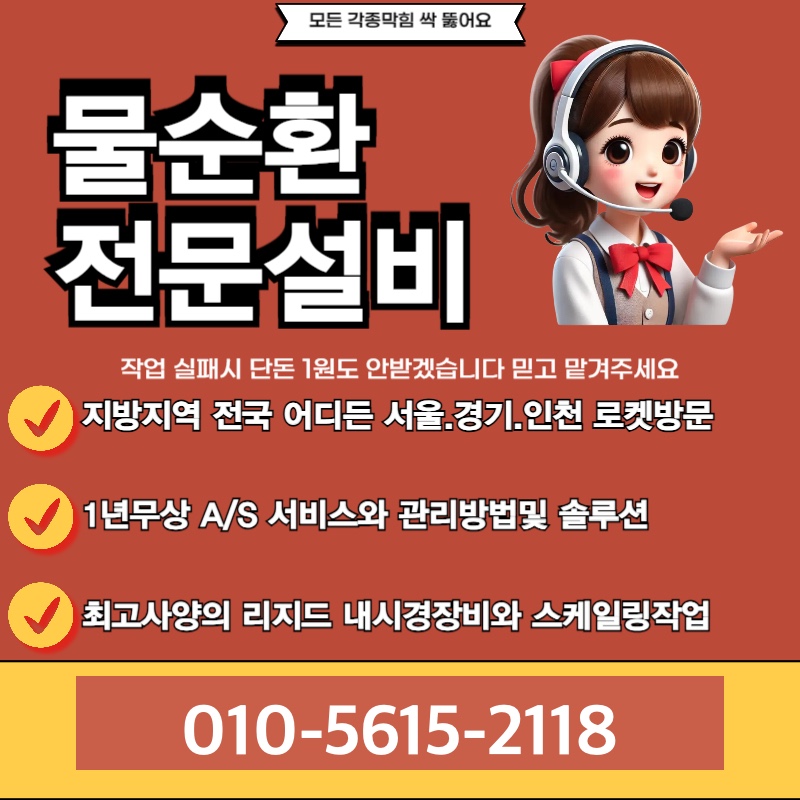 모든 각종막힘 싹 뚫어요
물순환
전문설비
작업 실패시 단돈 1원도 안받겠습니다 믿고 맡겨주세요
지방지역 전국 어디든 서울.경기.인천 로켓방문
1년무상 A/S 서비스와 관리방법및 솔루션
최고사양의 리지드 내시경장비와 스케일링작업
010-5615-2118